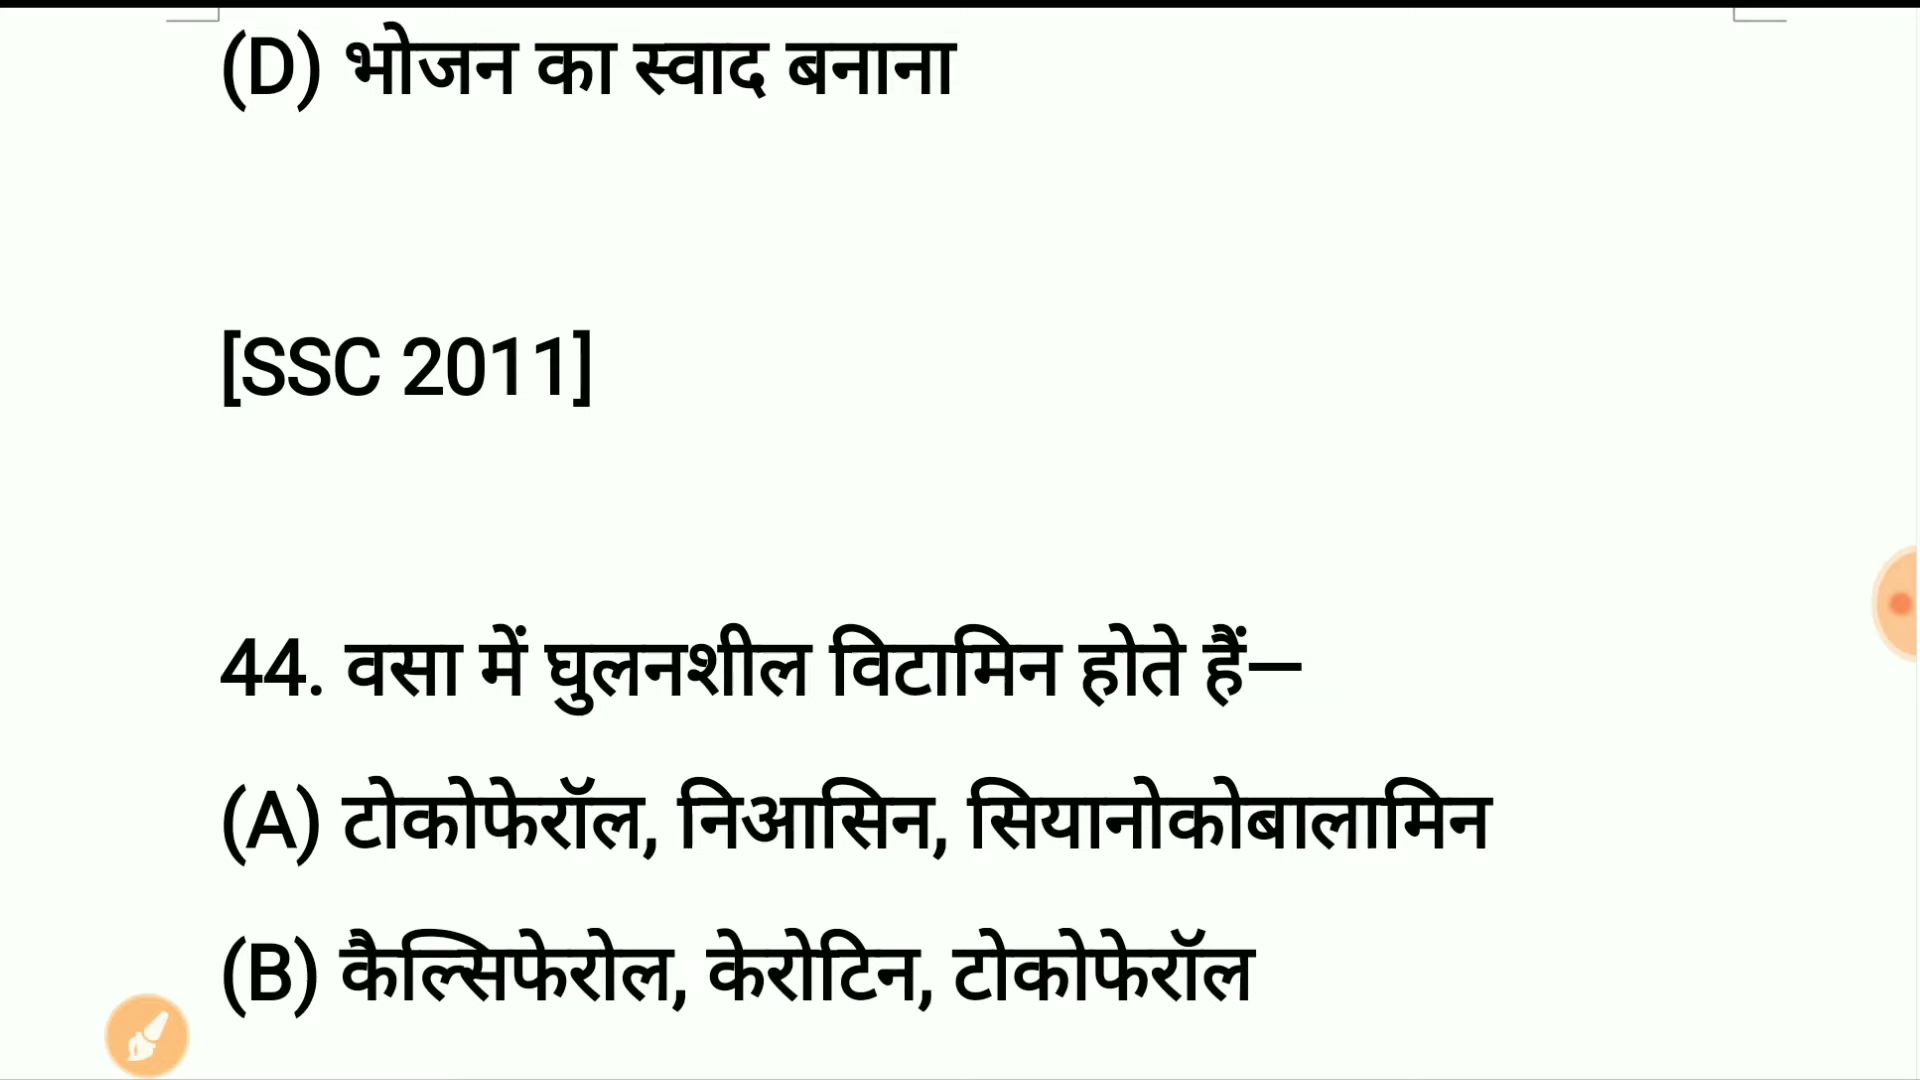 (D) भोजन का स्वाद बनाना
[SSC 2011]
44. वसा में घुलनशील विटामिन होते हैं—
(A) टोकोफेरॉल, निआसिन, सियानोकोबालामिन
(B) कैल्सिफेरोल, केरोटिन, टोकोफेरॉल